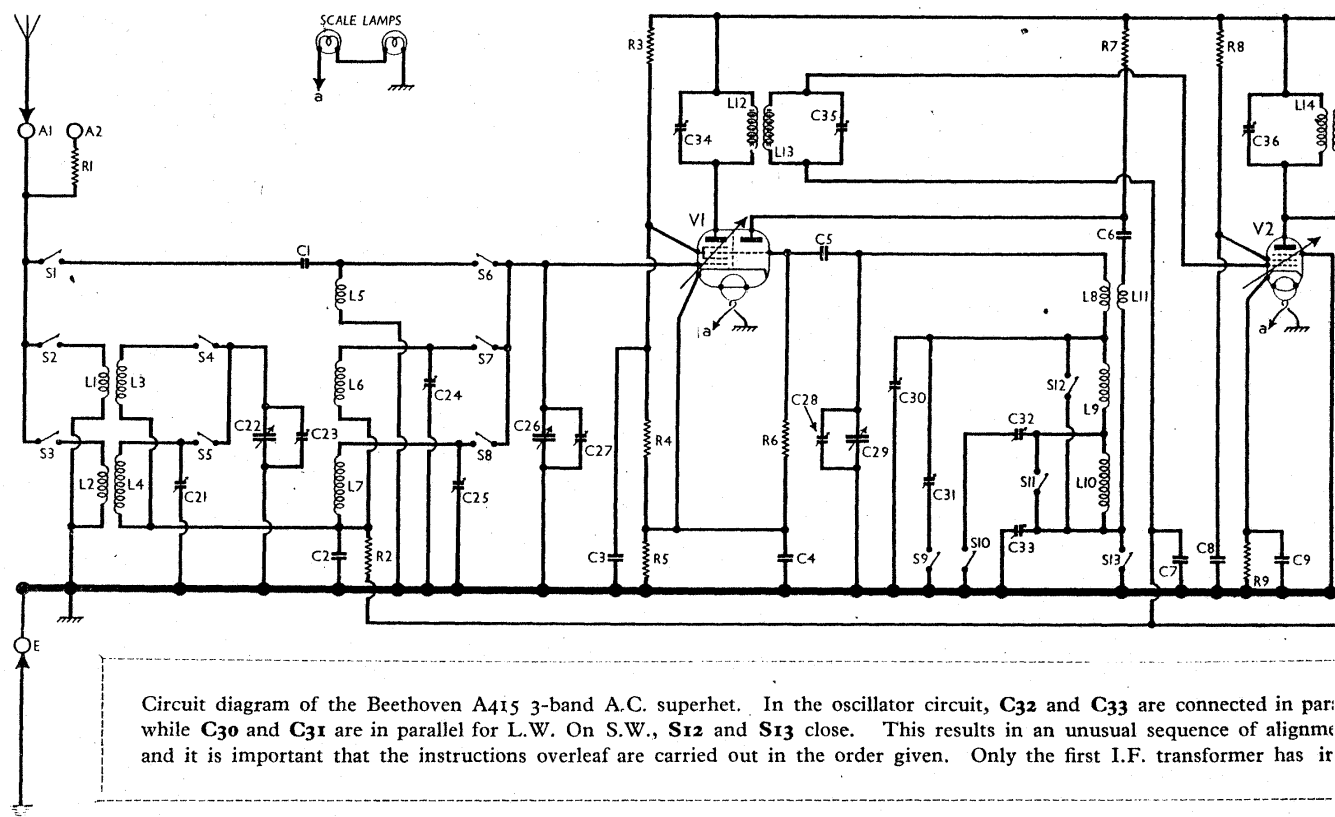 SCALE LAMPS
a
A1 A2
R1
S1
C1
L5
S6
S2
L1 L3
S4
L6
S7
C24
S3
L2 L4
S5
C21
C22
C23
L7
S8
C25
C2
R2
C26
C27
R3
C34
L12
L13
C35
V1
a
C5
R4
R6
C3
R5
C4
C28
C29
R7
C6
L8 L11
C30
S12
L9
C32
C31
S11
L10
S9
S10
C33
S13
C7
R8
L14
C36
V2
a
C8
R9
C9
E
Circuit diagram of the Beethoven A415 3-band A.C. superhet. In the oscillator circuit, C32 and C33 are connected in par
while C30 and C31 are in parallel for L.W. On S.W., S12 and S13 close. This results in an unusual sequence of alignme
and it is important that the instructions overleaf are carried out in the order given. Only the first I.F. transformer has ir